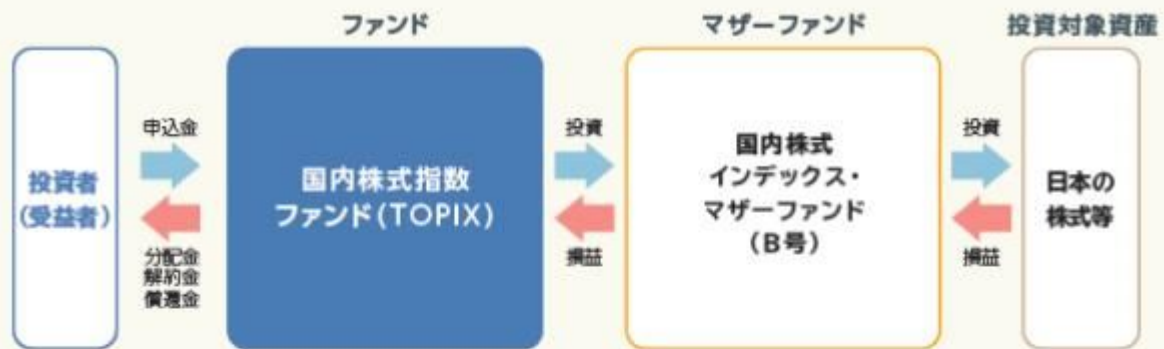 ファンド
マザーファンド
投資対象資産
投資者
(受益者)
申込金
分配金
解約金
償還金
国内株式指数
ファンド(TOPIX)
投資
損益
国内株式
インデックス・
マザーファンド
(B号)
投資
損益
日本の
株式等